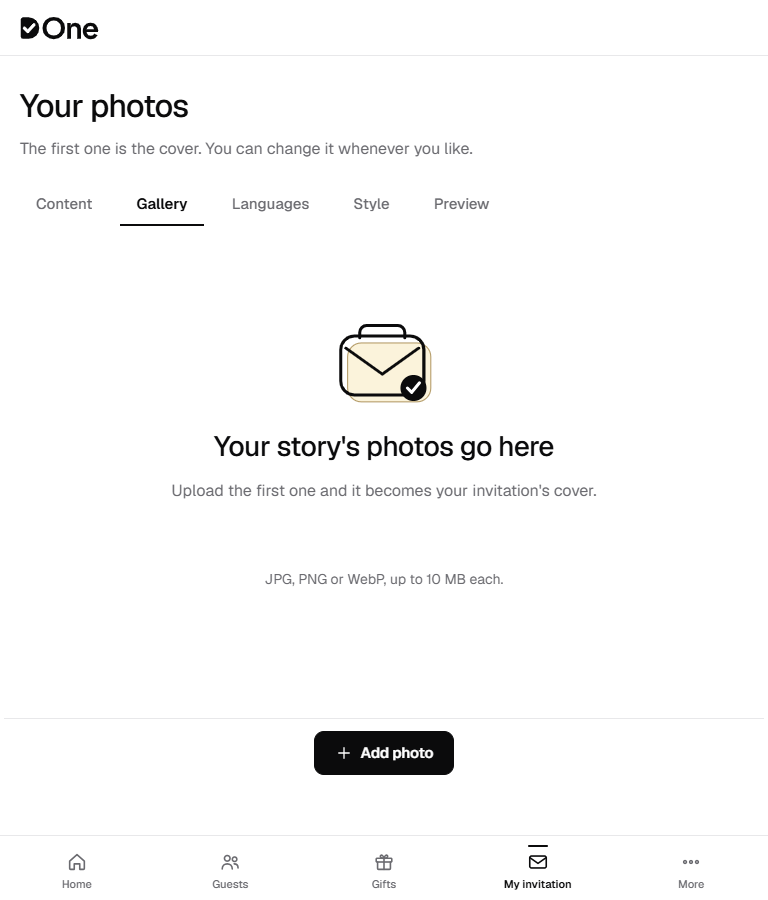 One
Your photos
The first one is the cover. You can change it whenever you like.
Content Gallery Languages Style Preview
Your story's photos go here
Upload the first one and it becomes your invitation's cover.
JPG, PNG or WebP, up to 10 MB each.
Add photo
Home Guests Gifts My invitation More